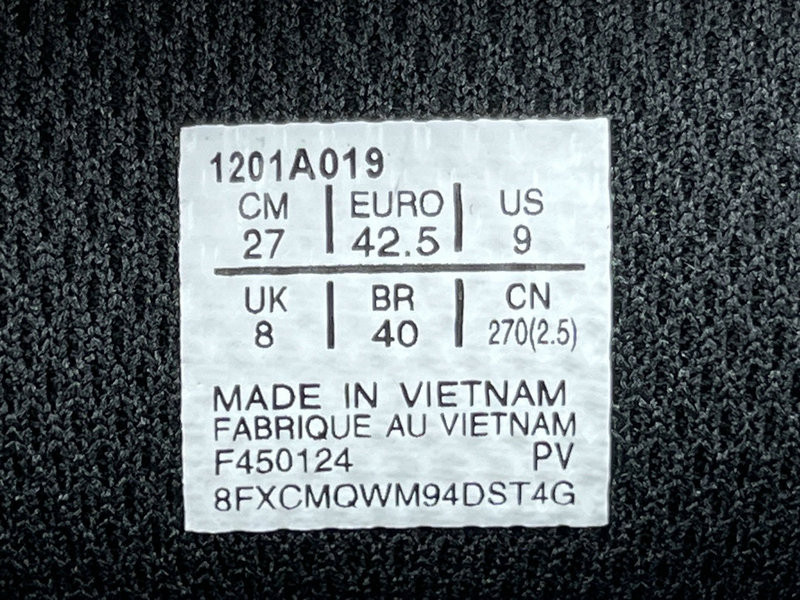 1201A019
CM | EURO | US
27 | 42.5 | 9
UK | BR | CN
8 | 40 | 270(2.5)
MADE IN VIETNAM
FABRIQUE AU VIETNAM
F450124 PV
8FXCMQWM94DST4G